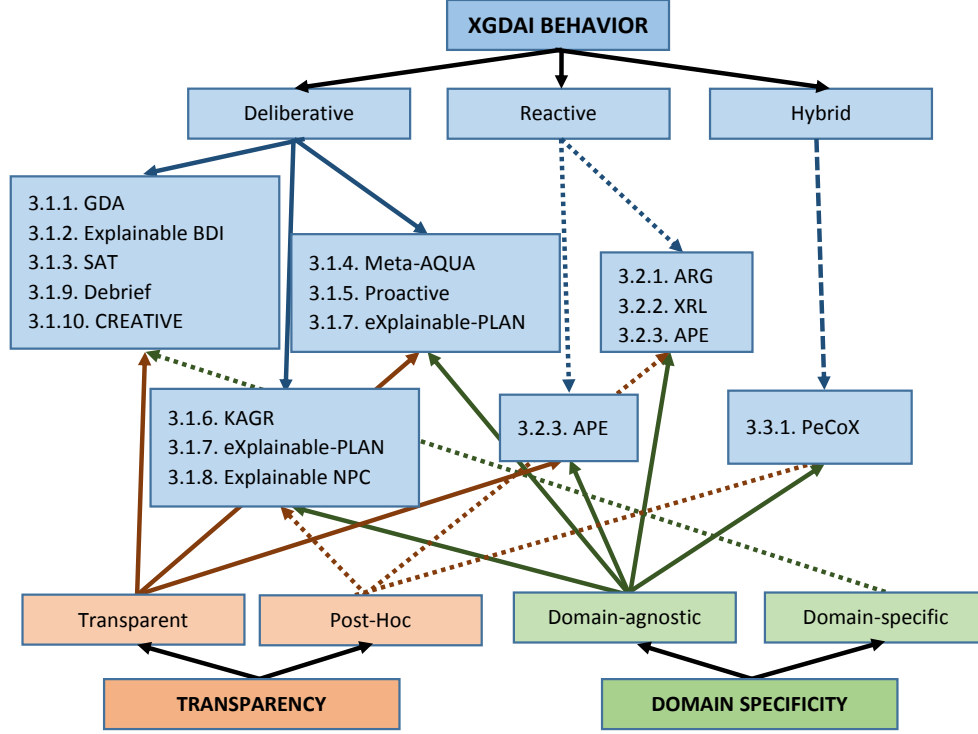 XGDAI BEHAVIOR
Deliberative
Reactive
Hybrid
3.1.1. GDA
3.1.2. Explainable BDI
3.1.3. SAT
3.1.9. Debrief
3.1.10. CREATIVE
3.1.4. Meta-AQUA
3.1.5. Proactive
3.1.7. eXplainable-PLAN
3.2.1. ARG
3.2.2. XRL
3.2.3. APE
3.1.6. KAGR
3.1.7. eXplainable-PLAN
3.1.8. Explainable NPC
3.2.3. APE
3.3.1. PeCoX
Transparent
Post-Hoc
Domain-agnostic
Domain-specific
TRANSPARENCY
DOMAIN SPECIFICITY